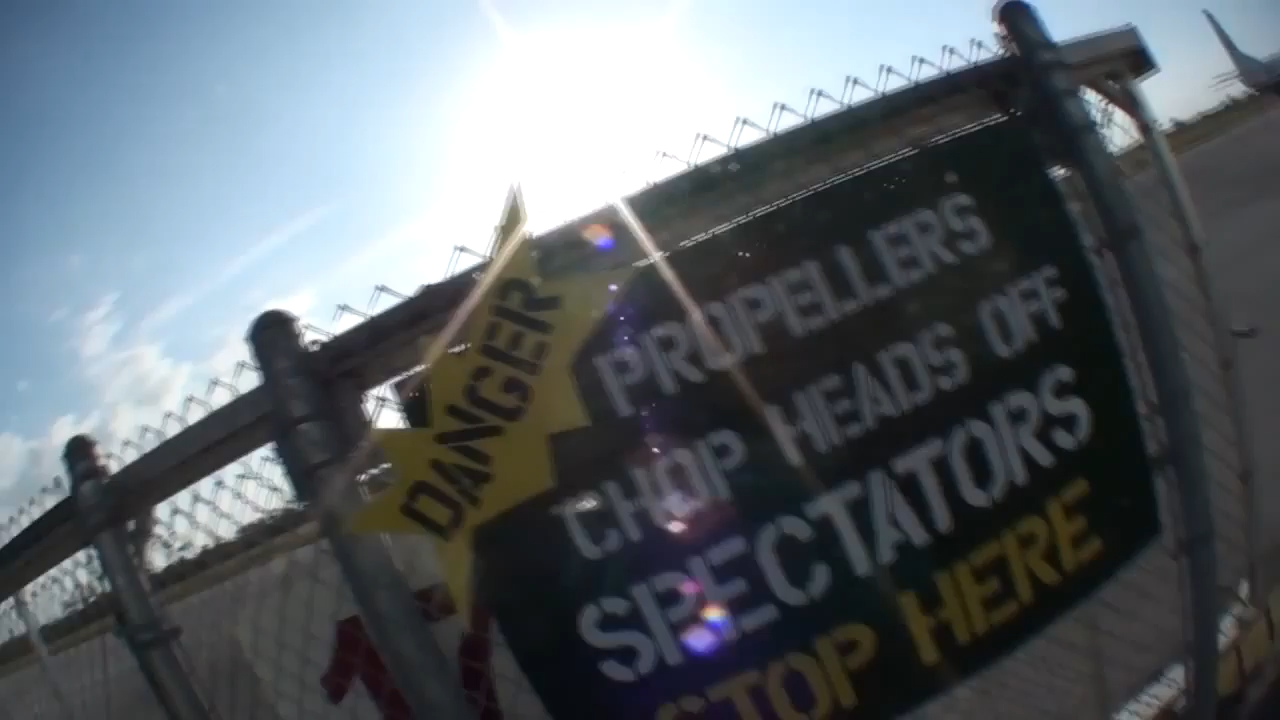 DANGER
PROPELLERS
CHOP HEADS OFF
SPECTATORS
STOP HERE